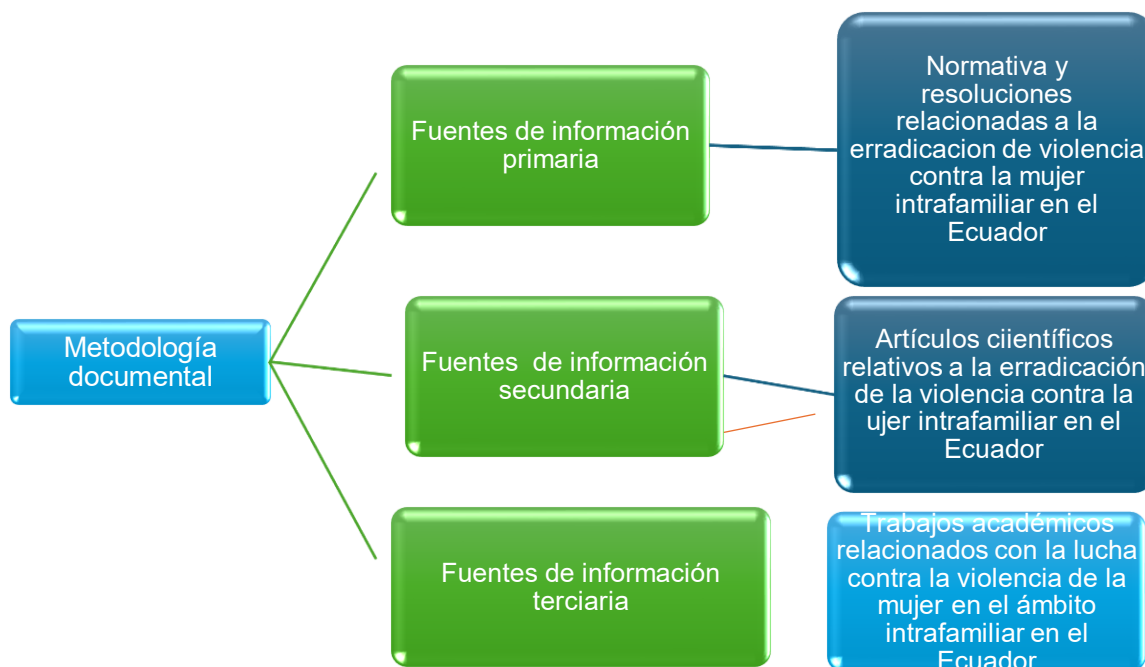 Metodología
documental
Fuentes de información
primaria
Normativa y
resoluciones
relacionadas a la
erradicacion de violencia
contra la mujer
intrafamiliar en el
Ecuador
Fuentes de información
secundaria
Artículos ciientíficos
relativos a la erradicación
de la violencia contra la
ujer intrafamiliar en el
Ecuador
Fuentes de información
terciaria
Trabajos académicos
relacionados con la lucha
contra la violencia de la
mujer en el ámbito
intrafamiliar en el
Ecuador